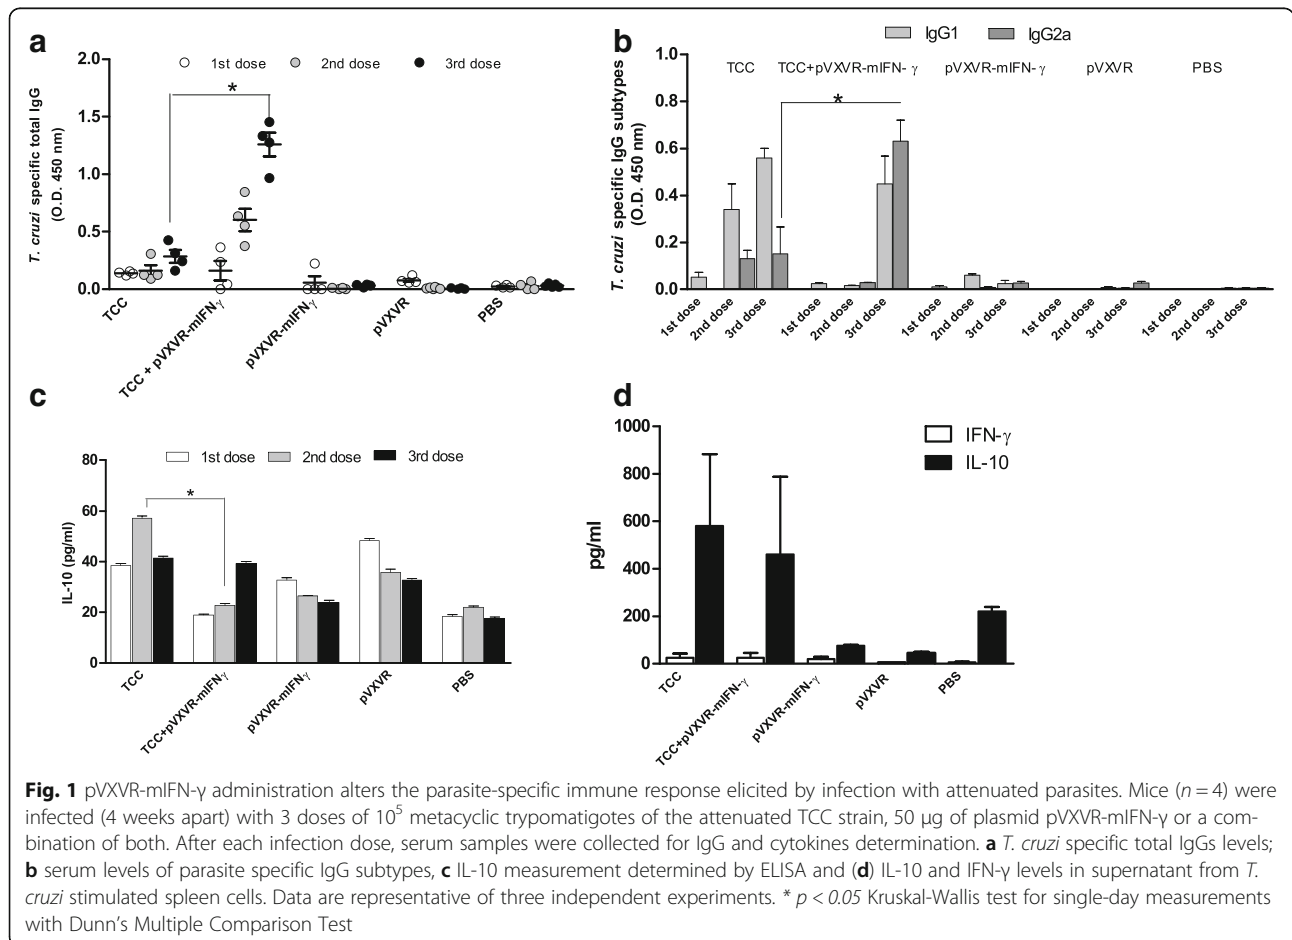 a
2.0
1.5
1.0
0.5
0.0
T. cruzi specific total IgG
(O.D. 450 nm)
1st dose 2nd dose 3rd dose
*
TCC
TCC + pVXVR-mIFNγ
pVXVR-mIFNγ
pVXVR
PBS
b
IgG1 IgG2a
1.0
0.8
0.6
0.4
0.2
0.0
T. cruzi specific IgG subtypes
(O.D. 450 nm)
TCC TCC+pVXVR-mIFN- γ pVXVR-mIFN- γ pVXVR PBS
*
1st dose
2nd dose
3rd dose
1st dose
2nd dose
3rd dose
1st dose
2nd dose
3rd dose
1st dose
2nd dose
3rd dose
1st dose
2nd dose
3rd dose
c
80
60
40
20
0
IL-10 (pg/ml)
1st dose 2nd dose 3rd dose
*
TCC
TCC+pVXVR-mIFNγ
pVXVR-mIFNγ
pVXVR
PBS
d
1000
800
600
400
200
0
pg/ml
IFN-γ
IL-10
TCC
TCC+pVXVR-mIFN-γ
pVXVR-mIFN-γ
pVXVR
PBS
Fig. 1 pVXVR-mIFN-γ administration alters the parasite-specific immune response elicited by infection with attenuated parasites. Mice (n = 4) were
infected (4 weeks apart) with 3 doses of 10⁵ metacyclic trypomatigotes of the attenuated TCC strain, 50 μg of plasmid pVXVR-mIFN-γ or a com-
bination of both. After each infection dose, serum samples were collected for IgG and cytokines determination. a T. cruzi specific total IgGs levels;
b serum levels of parasite specific IgG subtypes, c IL-10 measurement determined by ELISA and (d) IL-10 and IFN-γ levels in supernatant from T.
cruzi stimulated spleen cells. Data are representative of three independent experiments. * p < 0.05 Kruskal-Wallis test for single-day measurements
with Dunn's Multiple Comparison Test